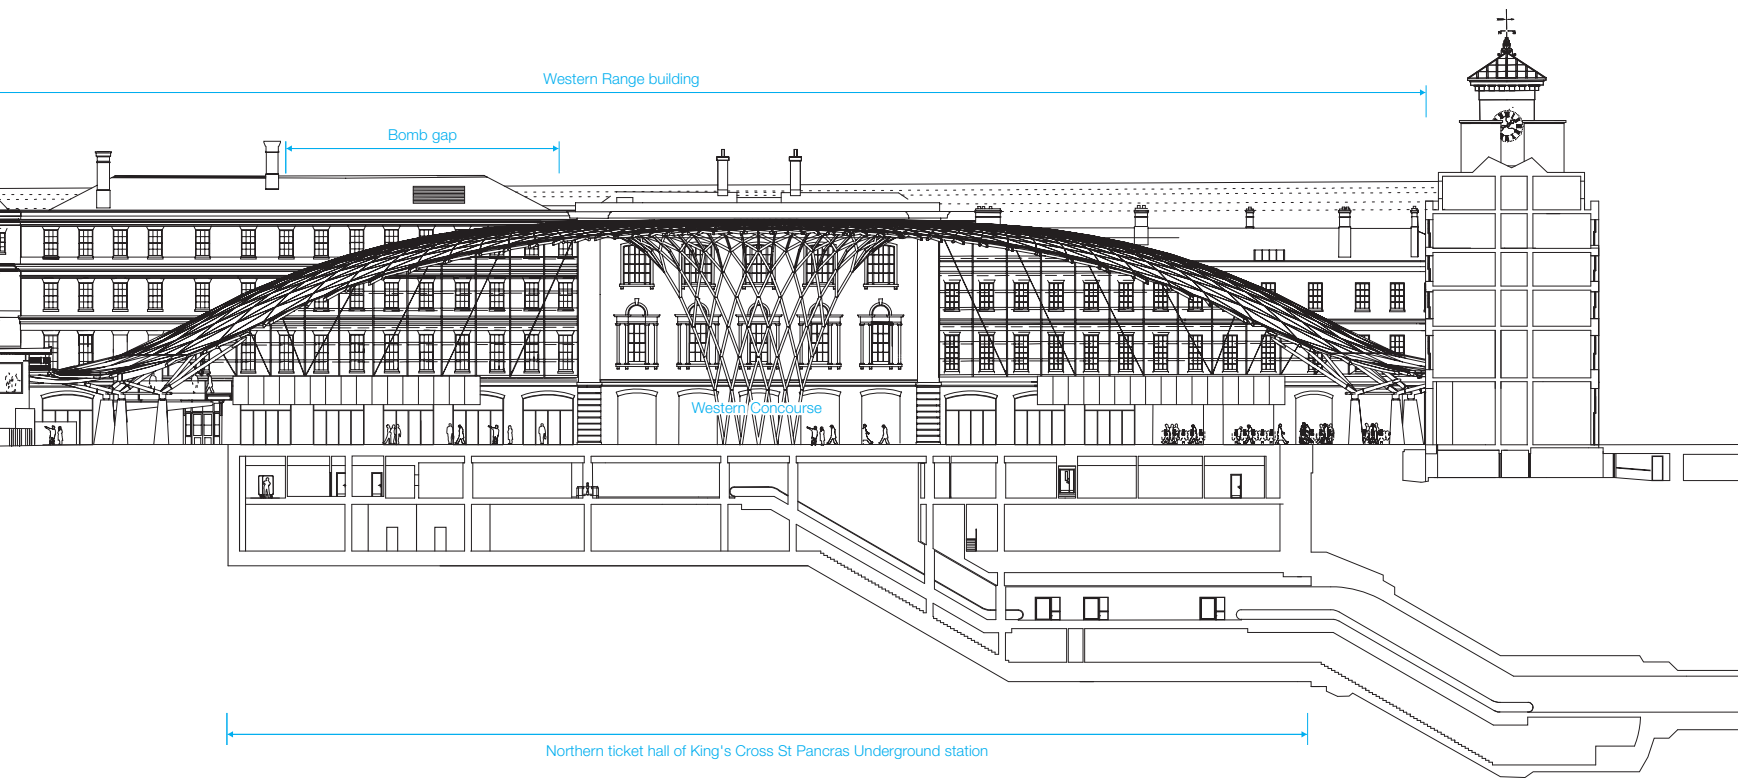 Western Range building
Bomb gap
Western Concourse
Northern ticket hall of King's Cross St Pancras Underground station